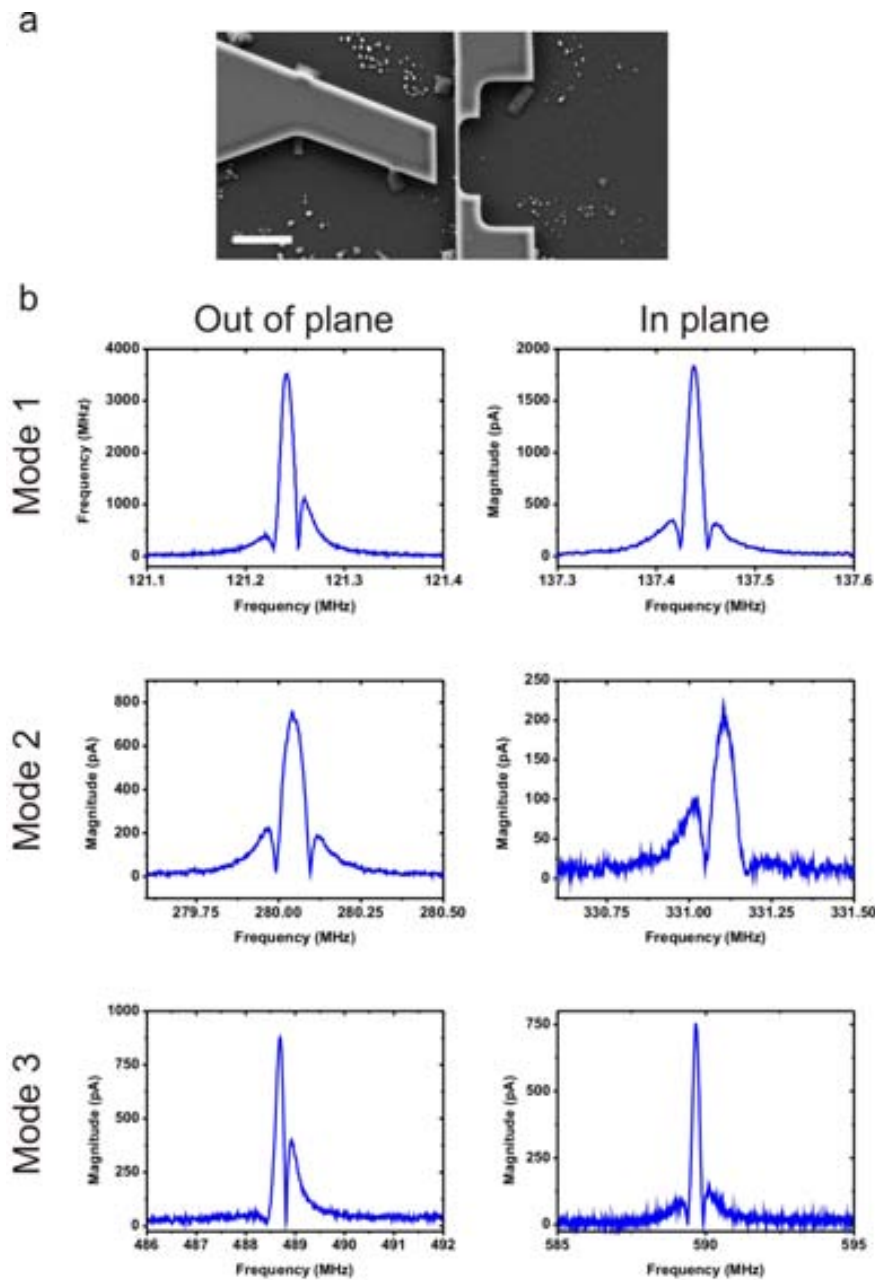 a
b
Out of plane
In plane
Mode 1
4000
3000
2000
1000
0
Frequency (MHz)
121.1
121.2
121.3
121.4
Frequency (MHz)
2000
1500
1000
500
0
Magnitude (pA)
137.3
137.4
137.5
137.6
Frequency (MHz)
Mode 2
800
600
400
200
0
Magnitude (pA)
279.75
280.00
280.25
280.50
Frequency (MHz)
250
200
150
100
50
0
Magnitude (pA)
330.75
331.00
331.25
331.50
Frequency (MHz)
Mode 3
1000
750
500
250
0
Magnitude (pA)
486
487
488
489
490
491
492
Frequency (MHz)
750
500
250
0
Magnitude (pA)
585
590
595
Frequency (MHz)